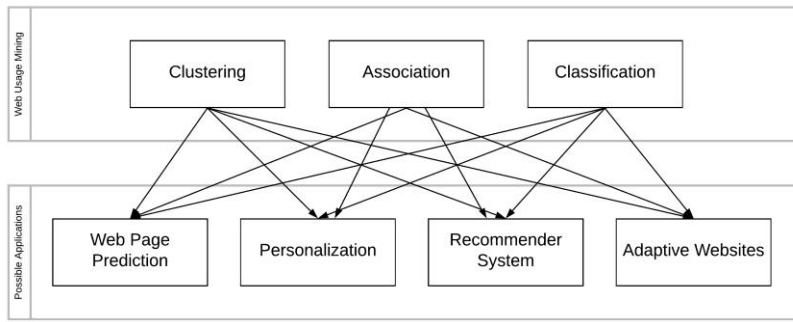 Web Usage Mining
Clustering
Association
Classification
Possible Applications
Web Page
Prediction
Personalization
Recommender
System
Adaptive Websites